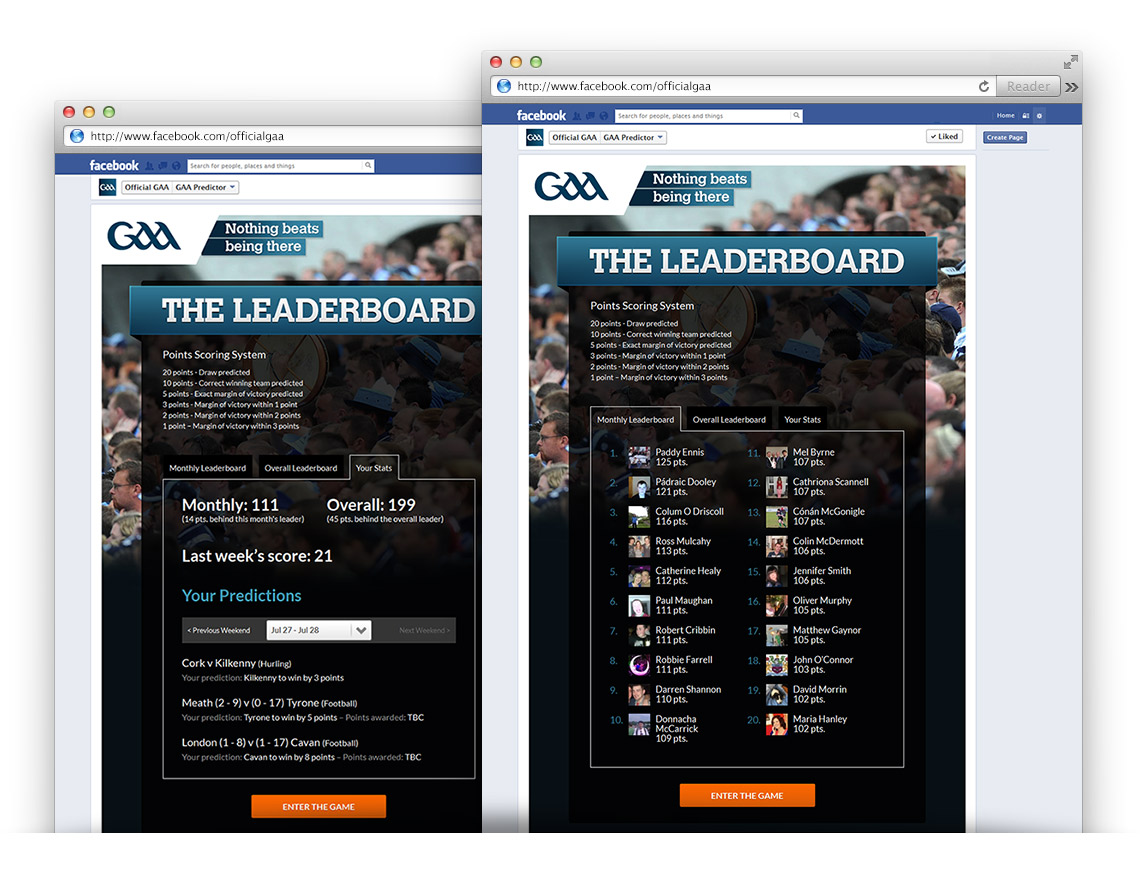 http://www.facebook.com/officialgaa
facebook
Search for people, places and things
GAA
Official GAA GAA Predictor
GAA
Nothing beats
being there
THE LEADERBOARD
Points Scoring System
20 points - Draw predicted
10 points - Correct winning team predicted
5 points - Exact margin of victory predicted
3 points - Margin of victory within 1 point
2 points - Margin of victory within 2 points
1 point – Margin of victory within 3 points
Monthly Leaderboard
Overall Leaderboard
Your Stats
Monthly: 111
(14 pts. behind this month's leader)
Overall: 199
(45 pts. behind the overall leader)
Last week's score: 21
Your Predictions
< Previous Weekend
Jul 27 - Jul 28
Next Weekend >
Cork v Kilkenny (Hurling)
Your prediction: Kilkenny to win by 3 points
Meath (2 - 9) v (0 - 17) Tyrone (Football)
Your prediction: Tyrone to win by 5 points – Points awarded: TBC
London (1 - 8) v (1 - 17) Cavan (Football)
Your prediction: Cavan to win by 8 points – Points awarded: TBC
ENTER THE GAME
http://www.facebook.com/officialgaa
Reader
facebook
Search for people, places and things
Home
GAA
Official GAA GAA Predictor
Liked
Create Page
GAA
Nothing beats
being there
THE LEADERBOARD
Points Scoring System
20 points - Draw predicted
10 points - Correct winning team predicted
5 points - Exact margin of victory predicted
3 points - Margin of victory within 1 point
2 points - Margin of victory within 2 points
1 point – Margin of victory within 3 points
Monthly Leaderboard
Overall Leaderboard
Your Stats
1. Paddy Ennis
125 pts.
2. Pádraic Dooley
121 pts.
3. Colum O Driscoll
116 pts.
4. Ross Mulcahy
113 pts.
5. Catherine Healy
112 pts.
6. Paul Maughan
111 pts.
7. Robert Cribbin
111 pts.
8. Robbie Farrell
111 pts.
9. Darren Shannon
110 pts.
10. Donnacha
McCarrick
109 pts.
11. Mel Byrne
107 pts.
12. Cathriona Scannell
107 pts.
13. Cónán McGonigle
107 pts.
14. Colin McDermott
106 pts.
15. Jennifer Smith
106 pts.
16. Oliver Murphy
105 pts.
17. Matthew Gaynor
105 pts.
18. John O'Connor
103 pts.
19. David Morrin
102 pts.
20. Maria Hanley
102 pts.
ENTER THE GAME